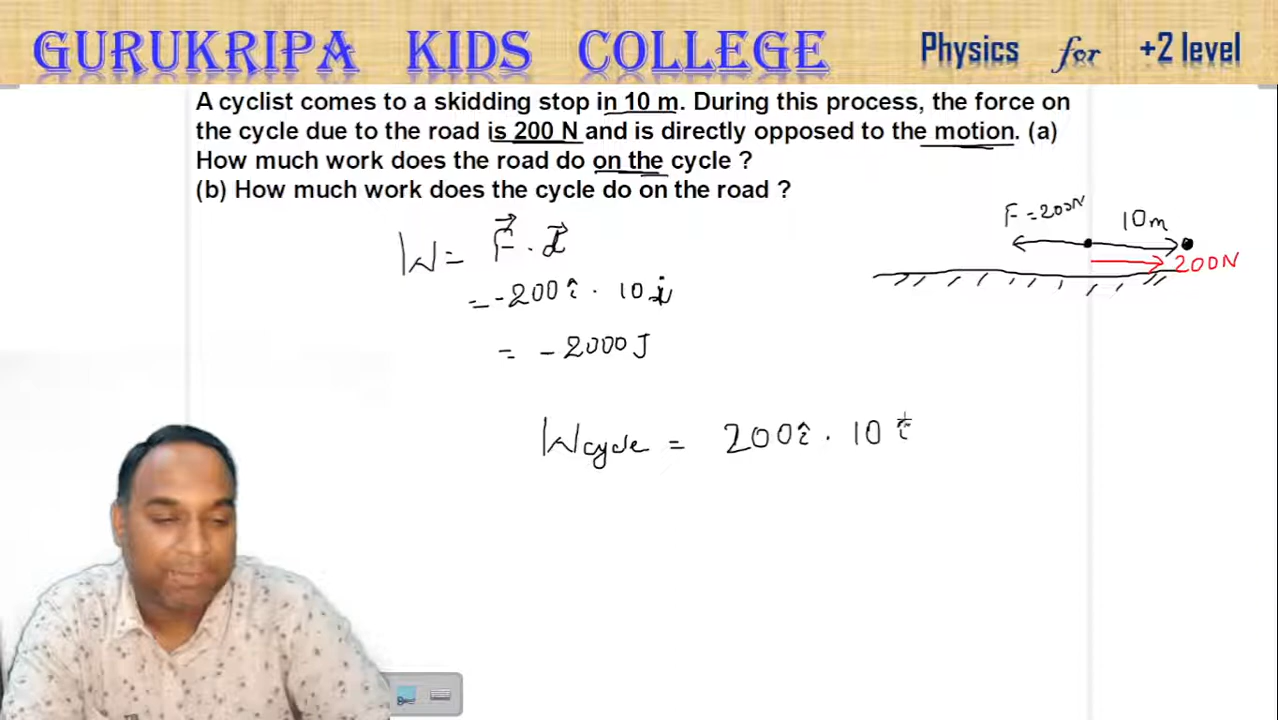 GURUKRIPA KIDS COLLEGE Physics for +2 level
A cyclist comes to a skidding stop in 10 m. During this process, the force on
the cycle due to the road is 200 N and is directly opposed to the motion. (a)
How much work does the road do on the cycle ?
(b) How much work does the cycle do on the road ?
F = 200N
10m
200N
W = F⃗ . d⃗
= -200î . 10 î
= - 2000 J
Wcycle = 200î . 10 î